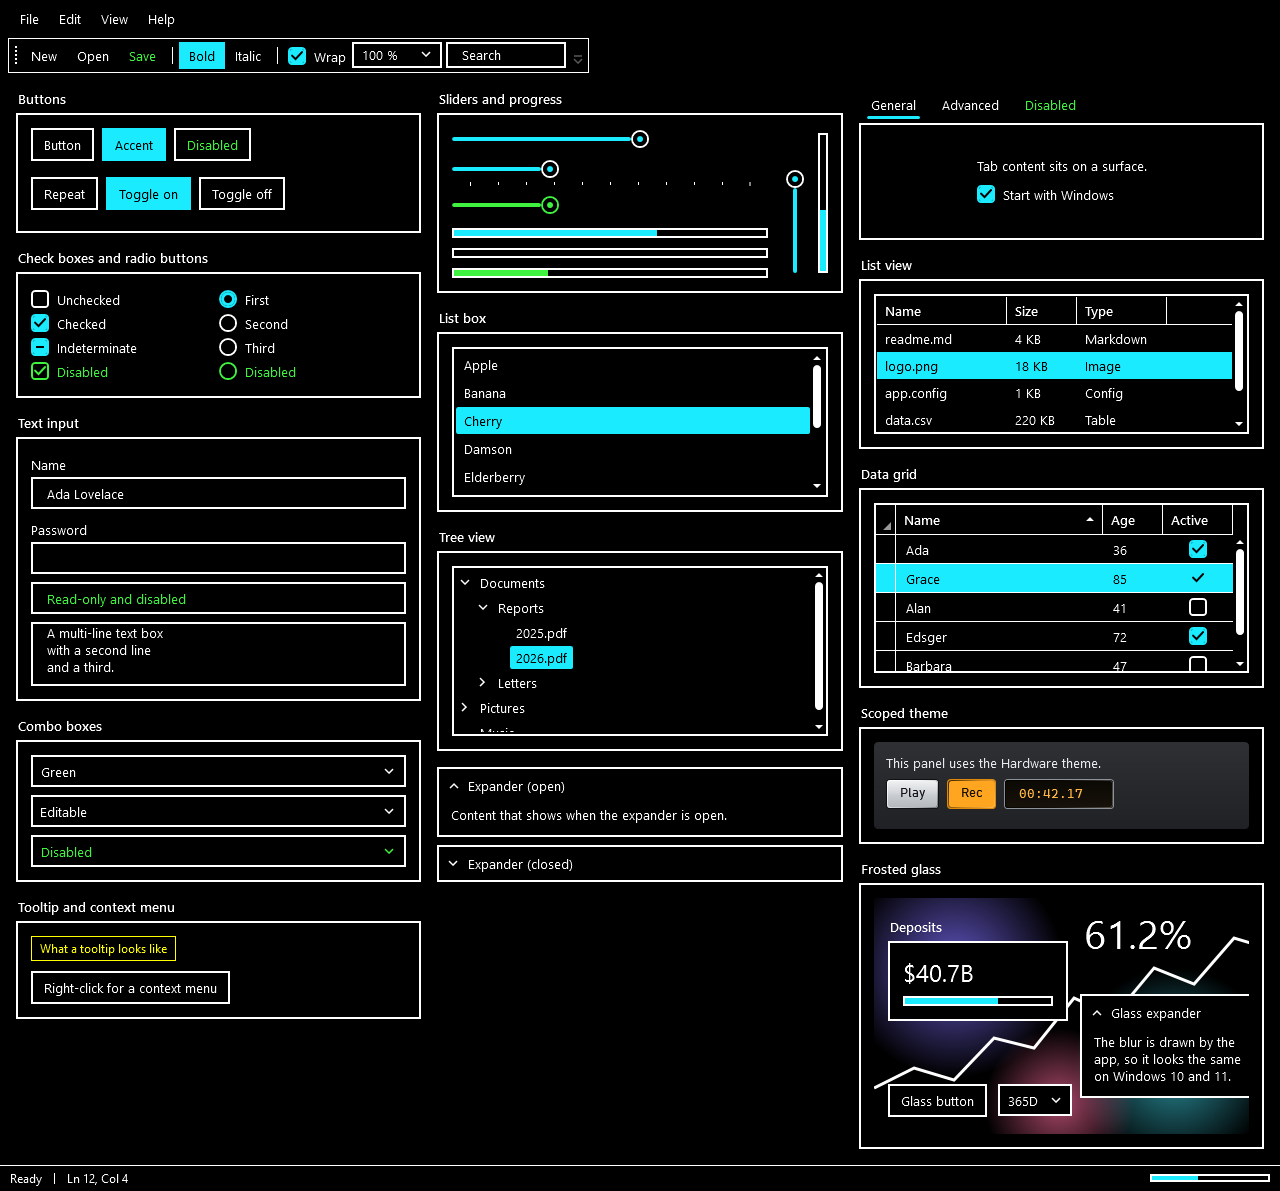 File Edit View Help
New Open Save Bold Italic Wrap 100 % Search
Buttons
Button Accent Disabled
Repeat Toggle on Toggle off
Check boxes and radio buttons
Unchecked First
Checked Second
Indeterminate Third
Disabled Disabled
Text input
Name
Ada Lovelace
Password
Read-only and disabled
A multi-line text box
with a second line
and a third.
Combo boxes
Green
Editable
Disabled
Tooltip and context menu
What a tooltip looks like
Right-click for a context menu
Sliders and progress
List box
Apple
Banana
Cherry
Damson
Elderberry
Tree view
Documents
Reports
2025.pdf
2026.pdf
Letters
Pictures
Expander (open)
Content that shows when the expander is open.
Expander (closed)
General Advanced Disabled
Tab content sits on a surface.
Start with Windows
List view
Name Size Type
readme.md 4 KB Markdown
logo.png 18 KB Image
app.config 1 KB Config
data.csv 220 KB Table
Data grid
Name Age Active
Ada 36
Grace 85
Alan 41
Edsger 72
Barbara 47
Scoped theme
This panel uses the Hardware theme.
Play Rec 00:42.17
Frosted glass
61.2%
Deposits
$40.7B
Glass expander
The blur is drawn by the
app, so it looks the same
on Windows 10 and 11.
Glass button 365D
Ready Ln 12, Col 4